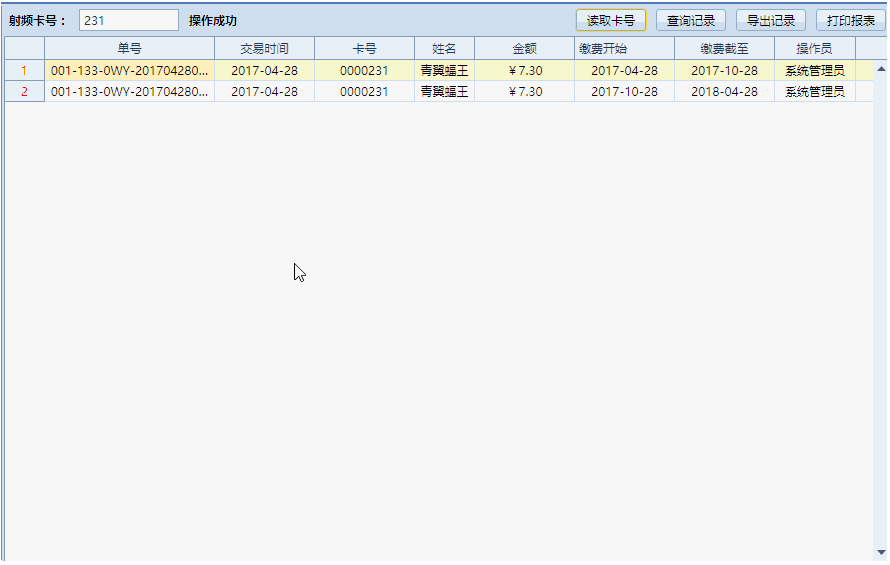 射频卡号： 231 操作成功 读取卡号 查询记录 导出记录 打印报表
单号 交易时间 卡号 姓名 金额 缴费开始 缴费截至 操作员
1 001-133-0WY-201704280... 2017-04-28 0000231 青翼蝠王 ￥7.30 2017-04-28 2017-10-28 系统管理员
2 001-133-0WY-201704280... 2017-04-28 0000231 青翼蝠王 ￥7.30 2017-10-28 2018-04-28 系统管理员